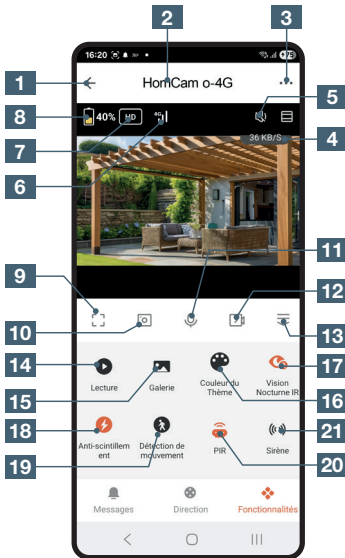 2
3
16:20
78
1
HomCam o-4G
8
40%
HD
4G
5
7
36 KB/S
4
6
11
9
12
10
13
14
17
Lecture
Galerie
Couleur du
Thème
Vision
Nocturne IR
15
16
18
21
Anti-scintillem
ent
Détection de
mouvement
PIR
Sirène
19
20
Messages
Direction
Fonctionnalités